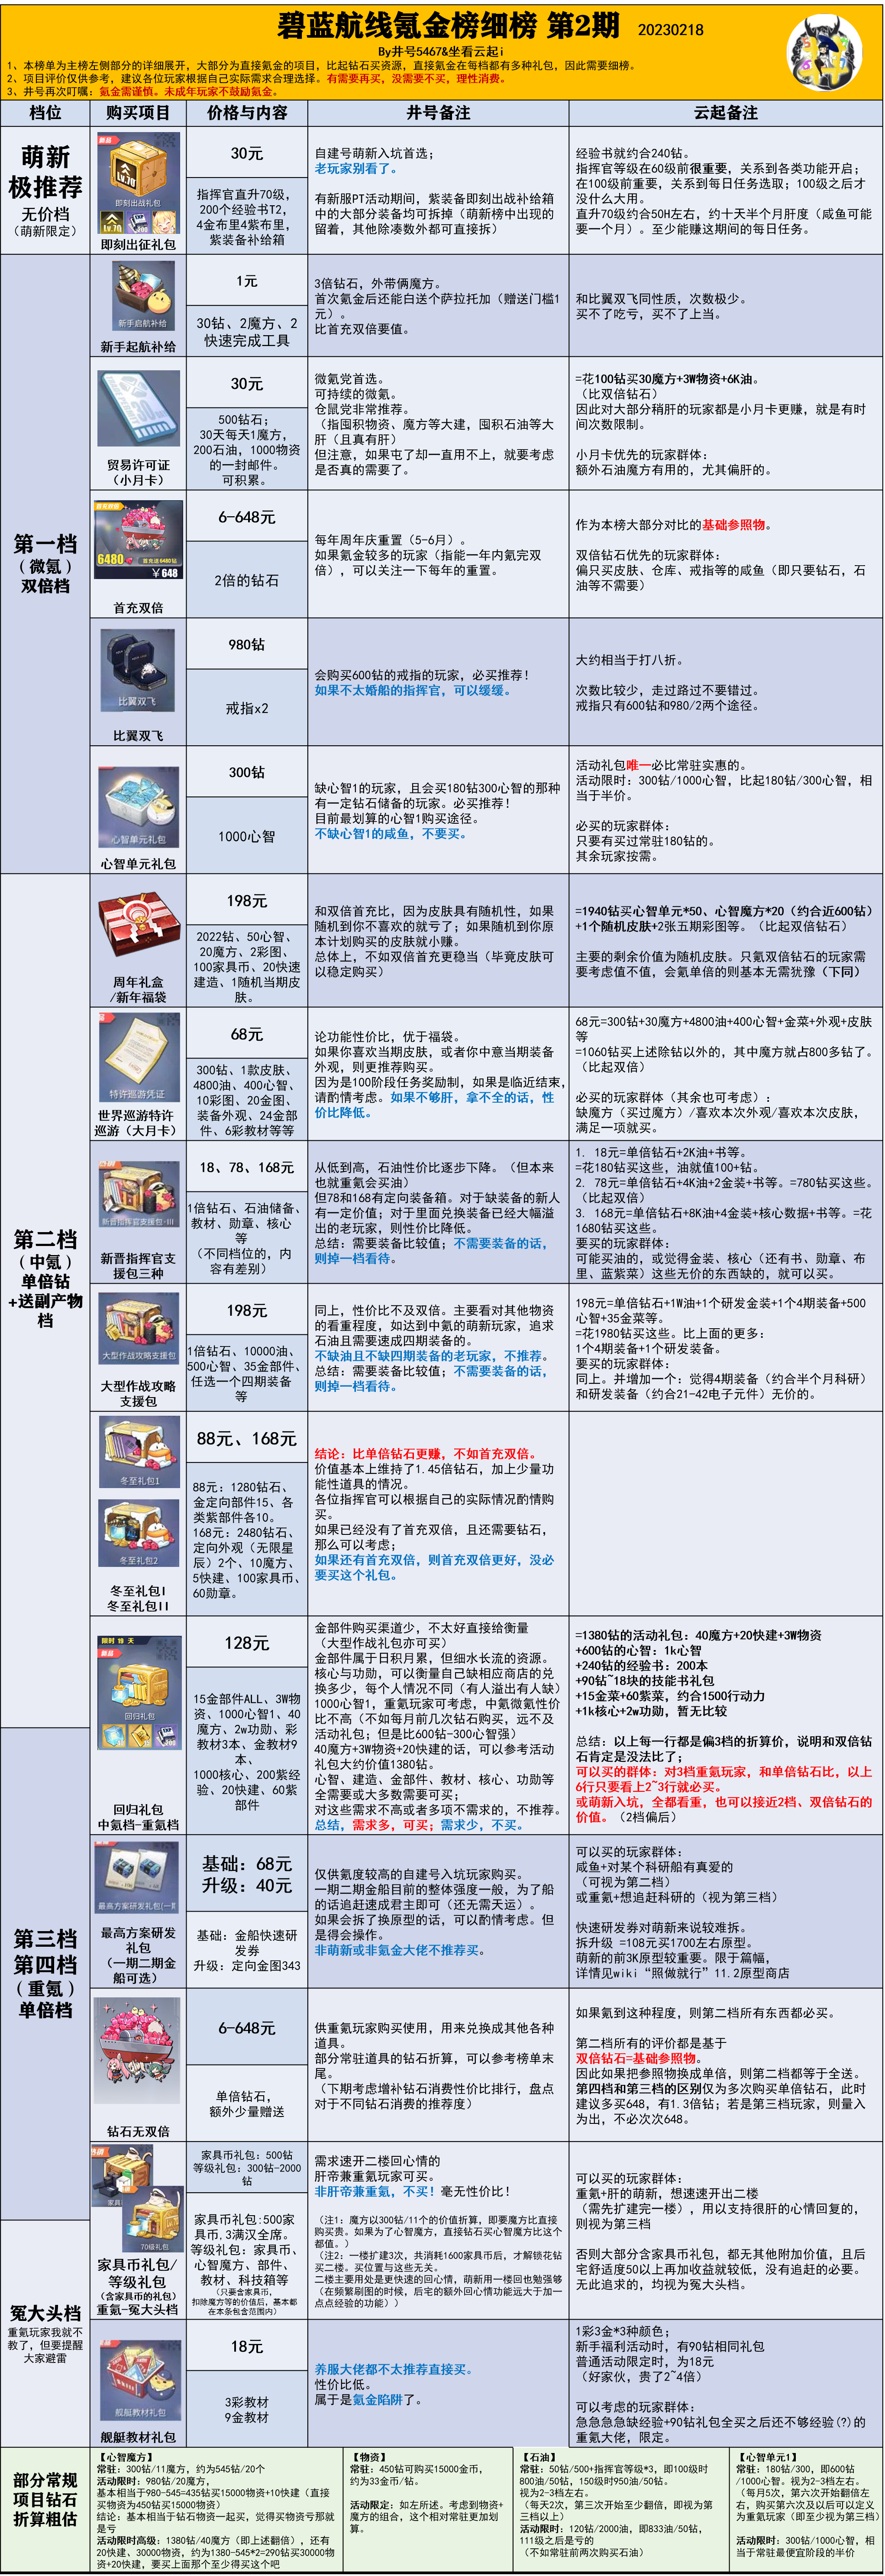 碧蓝航线氪金榜细榜 第2期 20230218
By井号5467&坐看云起i
1、本榜单为主榜左侧部分的详细展开，大部分为直接氪金的项目，比起钻石买资源，直接氪金在每档都有多种礼包，因此需要细榜。
2、项目评价仅供参考，建议各位玩家根据自己实际需求合理选择。有需要再买，没需要不买，理性消费。
3、井号再次叮嘱：氪金需谨慎。未成年玩家不鼓励氪金。
档位
购买项目
价格与内容
井号备注
云起备注
萌新
极推荐
无价档
（萌新限定）
即刻出战礼包
LV.70
即刻出征礼包
30元
指挥官直升70级，
200个经验书T2，
4金布里4紫布里，
紫装备补给箱
自建号萌新入坑首选；
老玩家别看了。
有新服PT活动期间，紫装备即刻出战补给箱
中的大部分装备均可拆掉（萌新榜中出现的
留着，其他除凑数外都可直接拆）
经验书就约合240钻。
指挥官等级在60级前很重要，关系到各类功能开启；
在100级前重要，关系到每日任务选取；100级之后才
没什么大用。
直升70级约合50H左右，约十天半个月肝度（咸鱼可能
要一个月）。至少能赚这期间的每日任务。
第一档
（微氪）
双倍档
新手启航补给
新手起航补给
1元
30钻、2魔方、2
快速完成工具
3倍钻石，外带俩魔方。
首次氪金后还能白送个萨拉托加（赠送门槛1
元）。
比首充双倍要值。
和比翼双飞同性质，次数极少。
买不了吃亏，买不了上当。
贸易许可证
（小月卡）
30元
500钻石；
30天每天1魔方，
200石油，1000物资
的一封邮件。
可积累。
微氪党首选。
可持续的微氪。
仓鼠党非常推荐。
（指囤积物资、魔方等大建，囤积石油等大
肝（且真有肝）
但注意，如果屯了却一直用不上，就要考虑
是否真的需要了。
=花100钻买30魔方+3W物资+6K油。
（比双倍钻石）
因此对大部分稍肝的玩家都是小月卡更赚，就是有时
间次数限制。
小月卡优先的玩家群体：
额外石油魔方有用的，尤其偏肝的。
6480
首充送6480钻
￥648
首充双倍
6-648元
2倍的钻石
每年周年庆重置（5-6月）。
如果氪金较多的玩家（指能一年内氪完双
倍），可以关注一下每年的重置。
作为本榜大部分对比的基础参照物。
双倍钻石优先的玩家群体：
偏只买皮肤、仓库、戒指等的咸鱼（即只要钻石，石
油等不需要）
比翼双飞
比翼双飞
980钻
戒指x2
会购买600钻的戒指的玩家，必买推荐！
如果不太婚船的指挥官，可以缓缓。
大约相当于打八折。
次数比较少，走过路过不要错过。
戒指只有600钻和980/2两个途径。
心智单元礼包
心智单元礼包
300钻
1000心智
缺心智1的玩家，且会买180钻300心智的那种
有一定钻石储备的玩家。必买推荐！
目前最划算的心智1购买途径。
不缺心智1的咸鱼，不要买。
活动礼包唯一必比常驻实惠的。
活动限时：300钻/1000心智，比起180钻/300心智，相
当于半价。
必买的玩家群体：
只要有买过常驻180钻的。
其余玩家按需。
第二档
（中氪）
单倍钻
+送副产物
档
周年礼盒
/新年福袋
198元
2022钻、50心智、
20魔方、2彩图、
100家具币、20快速
建造、1随机当期皮
肤。
和双倍首充比，因为皮肤具有随机性，如果
随机到你不喜欢的就亏了；如果随机到你原
本计划购买的皮肤就小赚。
总体上，不如双倍首充更稳当（毕竟皮肤可
以稳定购买）
=1940钻买心智单元*50、心智魔方*20（约合近600钻）
+1个随机皮肤+2张五期彩图等。（比起双倍钻石）
主要的剩余价值为随机皮肤。只氪双倍钻石的玩家需
要考虑值不值，会氪单倍的则基本无需犹豫（下同）
特许巡游凭证
世界巡游特许
巡游（大月卡）
68元
300钻、1款皮肤、
4800油、400心智、
10彩图、20金图、
装备外观、24金部
件、6彩教材等等
论功能性价比，优于福袋。
如果你喜欢当期皮肤，或者你中意当期装备
外观，则更推荐购买。
因为是100阶段任务奖励制，如果是临近结束，
请酌情考虑。如果不够肝，拿不全的话，性
价比降低。
68元=300钻+30魔方+4800油+400心智+金菜+外观+皮肤
等
=1060钻买上述除钻以外的，其中魔方就占800多钻了。
（比起双倍）
必买的玩家群体（其余也可考虑）：
缺魔方（买过魔方）/喜欢本次外观/喜欢本次皮肤，
满足一项就买。
新晋指挥官支援包·III
新晋指挥官支
援包三种
18、78、168元
1倍钻石、石油储备、
教材、勋章、核心
等
（不同档位的，内
容有差别）
从低到高，石油性价比逐步下降。（但本来
也就重氪会买油）
但78和168有定向装备箱。对于缺装备的新人
有一定价值；对于里面兑换装备已经大幅溢
出的老玩家，则性价比降低。
总结：需要装备比较值；不需要装备的话，
则掉一档看待。
1. 18元=单倍钻石+2K油+书等。
=花180钻买这些，油就值100+钻。
2. 78元=单倍钻石+4K油+2金装+书等。=780钻买这些。
（比起双倍）
3. 168元=单倍钻石+8K油+4金装+核心数据+书等。=花
1680钻买这些。
要买的玩家群体：
可能买油的，或觉得金装、核心（还有书、勋章、布
里、蓝紫菜）这些无价的东西缺的，就可以买。
大型作战攻略支援包
大型作战攻略
支援包
198元
1倍钻石、10000油、
500心智、35金部件、
任选一个四期装备
等
同上，性价比不及双倍。主要看对其他物资
的看重程度，如达到中氪的萌新玩家，追求
石油且需要速成四期装备的。
不缺油且不缺四期装备的老玩家，不推荐。
总结：需要装备比较值；不需要装备的话，
则掉一档看待。
198元=单倍钻石+1W油+1个研发金装+1个4期装备+500
心智+35金菜等。
=花1980钻买这些。比上面的更多：
1个4期装备+1个研发装备。
要买的玩家群体：
同上。并增加一个：觉得4期装备（约合半个月科研）
和研发装备（约合21-42电子元件）无价的。
冬至礼包1
冬至礼包2
冬至礼包I
冬至礼包II
88元、168元
88元：1280钻石、
金定向部件15、各
类紫部件各10。
168元：2480钻石、
定向外观（无限星
辰）2个、10魔方、
5快建、100家具币、
60勋章。
结论：比单倍钻石更赚，不如首充双倍。
价值基本上维持了1.45倍钻石，加上少量功
能性道具的情况。
各位指挥官可以根据自己的实际情况酌情购
买。
如果已经没有了首充双倍，且还需要钻石，
那么可以考虑；
如果还有首充双倍，则首充双倍更好，没必
要买这个礼包。
回归礼包
回归礼包
中氪档-重氪档
128元
15金部件ALL、3W物
资、1000心智1、40
魔方、2w功勋、彩
教材3本、金教材9
本、
1000核心、200紫经
验、20快建、60紫
部件
金部件购买渠道少，不太好直接给衡量
（大型作战礼包亦可买）
金部件属于日积月累，但细水长流的资源。
核心与功勋，可以衡量自己缺相应商店的兑
换多少，每个人情况不同（有人溢出有人缺）
1000心智1，重氪玩家可考虑，中氪微氪性价
比不高（不如每月前几次钻石购买，远不及
活动礼包；但是比600钻-300心智强）
40魔方+3W物资+20快建的话，可以参考活动
礼包大约价值1380钻。
心智、建造、金部件、教材、核心、功勋等
全需要或大多数需要可买；
对这些需求不高或者多项不需求的，不推荐。
总结，需求多，可买；需求少，不买。
=1380钻的活动礼包：40魔方+20快建+3W物资
+600钻的心智：1k心智
+240钻的经验书：200本
+90钻~18块的技能书礼包
+15金菜+60紫菜，约合1500行动力
+1k核心+2w功勋，暂无比较
总结：以上每一行都是偏3档的折算价，说明和双倍钻
石肯定是没法比了；
可以买的群体：对3档重氪玩家，和单倍钻石比，以上
6行只要看上2~3行就必买。
或萌新入坑，全都看重，也可以接近2档、双倍钻石的
价值。（2档偏后）
第三档
第四档
（重氪）
单倍档
最高方案研发
礼包
（一期二期金
船可选）
基础：68元
升级：40元
基础：金船快速研
发券
升级：定向金图343
仅供氪度较高的自建号入坑玩家购买。
一期二期金船目前的整体强度一般，为了船
的话追赶速成君主即可（还无需天运）。
如果会拆了换原型的话，可以酌情考虑。但
是得会操作。
非萌新或非氪金大佬不推荐买。
可以买的玩家群体：
咸鱼+对某个科研船有真爱的
（可视为第二档）
或重氪+想追赶科研的（视为第三档）
快速研发券对萌新来说较难拆。
拆升级 =108元买1700左右原型。
萌新的前3K原型较重要。限于篇幅，
详情见wiki“照做就行”11.2原型商店
钻石无双倍
6-648元
单倍钻石，
额外少量赠送
供重氪玩家购买使用，用来兑换成其他各种
道具。
部分常驻道具的钻石折算，可以参考榜单末
尾。
（下期考虑增补钻石消费性价比排行，盘点
对于不同钻石消费的推荐度）
如果氪到这种程度，则第二档所有东西都必买。
第二档所有的评价都是基于
双倍钻石=基础参照物。
因此如果把参照物换成单倍，则第二档都等于全送。
第四档和第三档的区别仅为多次购买单倍钻石，此时
建议多买648，有1.3倍钻；若是第三档玩家，则量入
为出，不必次次648。
70级礼包
家具币礼包/
等级礼包
（含家具币的礼包）
重氪-冤大头档
家具币礼包：500钻
等级礼包：300钻-2000
钻
家具币礼包：500家
具币，3满汉全席。
等级礼包：家具币、
心智魔方、部件、
教材、科技箱等
（只要含家具币，
扣除魔方等的价值后，基本都
在本条包含范围内）
需求速开二楼回心情的
肝帝兼重氪玩家可买。
非肝帝兼重氪，不买！毫无性价比！
（注1：魔方以300钻/11个的价值折算，即要魔方比直接
购买贵。如果为了心智魔方，直接钻石买心智魔方比这个
都值。）
（注2：一楼扩建3次，共消耗1600家具币后，才解锁花钻
买二楼。买位置与这些无关。
二楼主要用处是更快速的回心情，萌新用一楼回也勉强够
（在频繁刷图的时候，后宅的额外回心情功能远大于加一
点点经验的功能））
可以买的玩家群体：
重氪+肝的萌新，想速速开出二楼
（需先扩建完一楼），用以支持很肝的心情回复的，
则视为第三档
否则大部分含家具币礼包，都无其他附加价值，且后
宅舒适度50以上再加收益就较低，没有追赶的必要。
无此追求的，均视为冤大头档。
冤大头档
重氪玩家我就不
教了，但要提醒
大家避雷
舰艇教材礼包
舰艇教材礼包
18元
3彩教材
9金教材
养服大佬都不太推荐直接买。
性价比低。
属于是氪金陷阱了。
1彩3金*3种颜色；
新手福利活动时，有90钻相同礼包
普通活动限定时，为18元
（好家伙，贵了2~4倍）
可以考虑的玩家群体：
急急急急缺经验+90钻礼包全买之后还不够经验(?)的
重氪大佬，限定。
部分常规
项目钻石
折算粗估
【心智魔方】
常驻：300钻/11魔方，约为545钻/20个
活动限时：980钻/20魔方，
基本相当于980-545=435钻买15000物资+10快建（直接
买物资为450钻买15000物资）
结论：基本相当于钻石物资一起买，觉得买物资亏那就
是亏
活动限时高级：1380钻/40魔方（即上述翻倍），还有
20快建、30000物资，约为1380-545*2=290钻买30000物
资+20快建，要买上面那个至少得买这个吧
【物资】
常驻：450钻可购买15000金币，
约为33金币/钻。
活动限定：如左所述。考虑到物资+
魔方的组合，这个相对常驻更加划
算。
【石油】
常驻：50钻/500+指挥官等级*3，即100级时
800油/50钻，150级时950油/50钻。
视为2-3档左右。
（每天2次，第三次开始至少翻倍，即视为第
三档以上）
活动限时：120钻/2000油，即833油/50钻，
111级之后是亏的
（不如常驻前两次购买石油）
【心智单元1】
常驻：180钻/300，即600钻
/1000心智。视为2-3档左右。
（每月5次，第六次开始翻倍左
右，购买第六次及以后可以定义
为重氪玩家（即至少视为第三档）
活动限时：300钻/1000心智，相
当于常驻最便宜阶段的半价